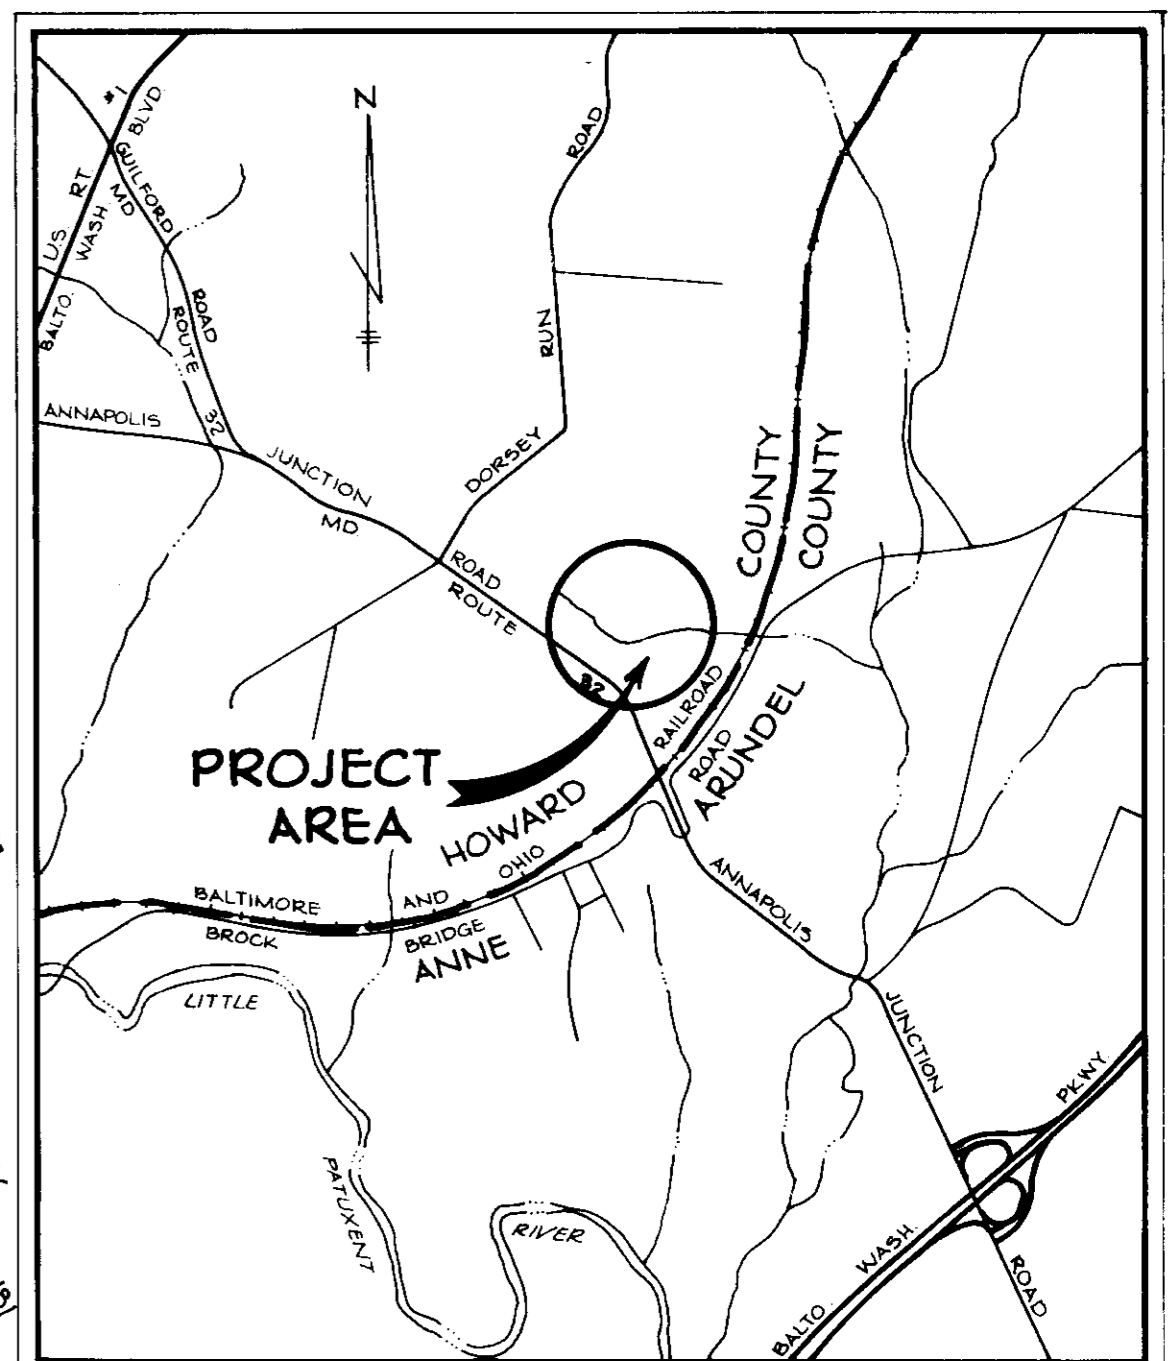 N
#1
BLVD.
U.S. RT.
BALTO. WASH.
GUILFORD ROAD
MD ROUTE 32
ANNAPOLIS JUNCTION ROAD
MD. ROUTE 32
DORSEY RUN ROAD
COUNTY
COUNTY
PROJECT
AREA
HOWARD
RAILROAD
ROAD
ARUNDEL
BALTIMORE AND OHIO
BROCK BRIDGE
ANNE
ANNAPOLIS
JUNCTION
ROAD
LITTLE
PATUXENT
RIVER
BALTO. WASH. PKWY.